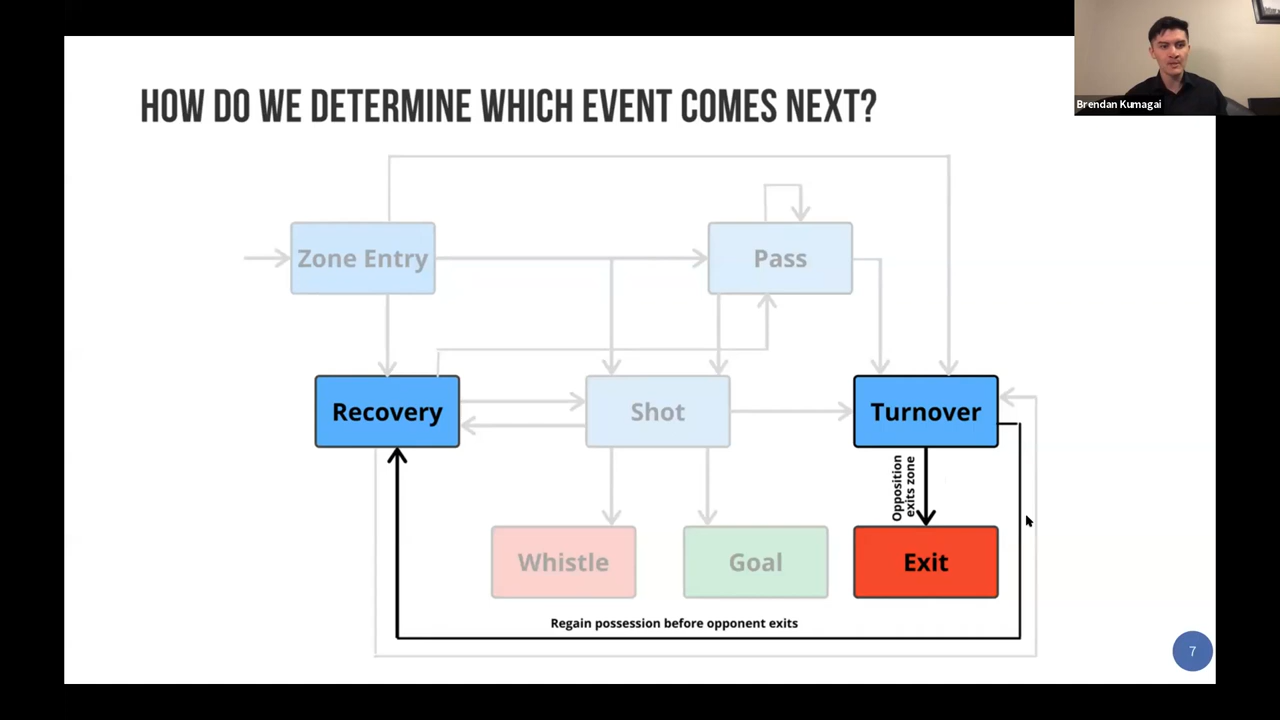 Brendan Kumagai
HOW DO WE DETERMINE WHICH EVENT COMES NEXT?
Zone Entry
Pass
Recovery
Shot
Turnover
Opposition
exits zone
Whistle
Goal
Exit
Regain possession before opponent exits
7